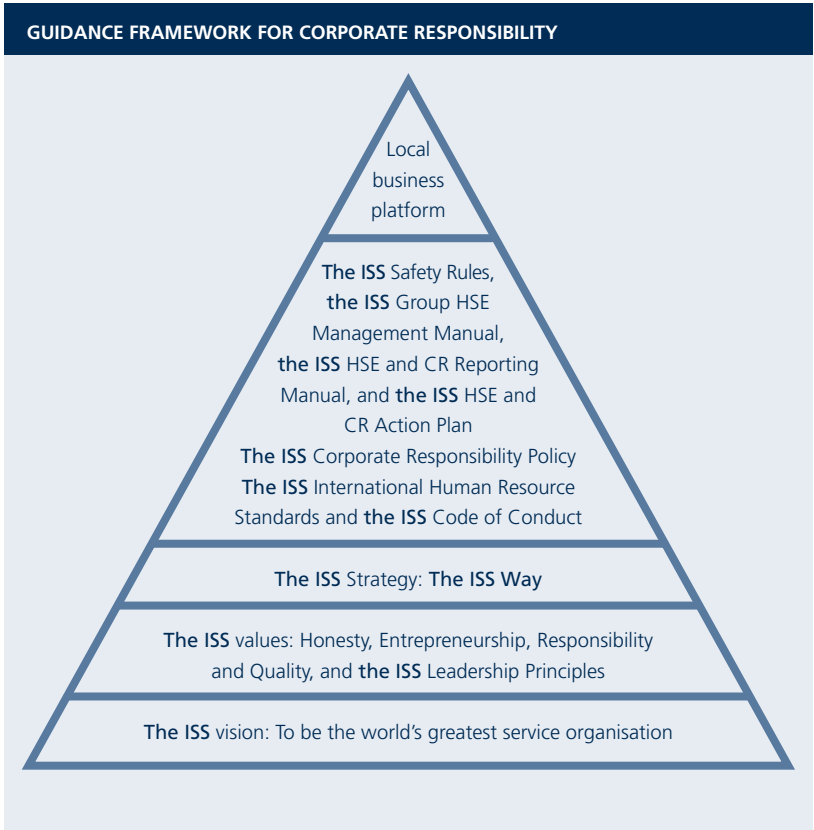 GUIDANCE FRAMEWORK FOR CORPORATE RESPONSIBILITY
Local
business
platform
The ISS Safety Rules,
the ISS Group HSE
Management Manual,
the ISS HSE and CR Reporting
Manual, and the ISS HSE and
CR Action Plan
The ISS Corporate Responsibility Policy
The ISS International Human Resource
Standards and the ISS Code of Conduct
The ISS Strategy: The ISS Way
The ISS values: Honesty, Entrepreneurship, Responsibility
and Quality, and the ISS Leadership Principles
The ISS vision: To be the world’s greatest service organisation